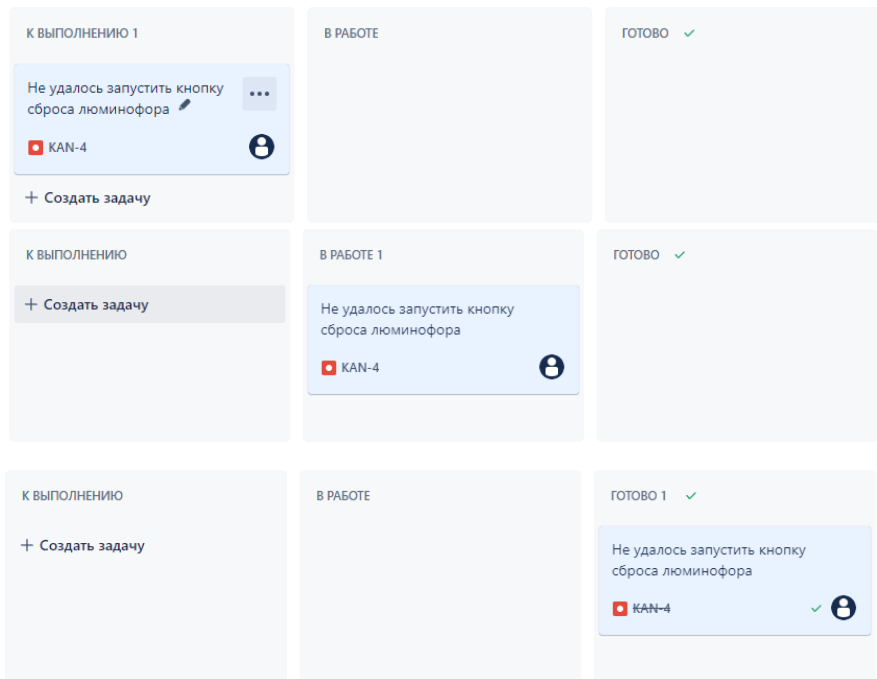 К ВЫПОЛНЕНИЮ 1
В РАБОТЕ
ГОТОВО
Не удалось запустить кнопку
сброса люминофора
KAN-4
Создать задачу
К ВЫПОЛНЕНИЮ
В РАБОТЕ 1
ГОТОВО
Создать задачу
Не удалось запустить кнопку
сброса люминофора
KAN-4
К ВЫПОЛНЕНИЮ
В РАБОТЕ
ГОТОВО 1
Создать задачу
Не удалось запустить кнопку
сброса люминофора
KAN-4